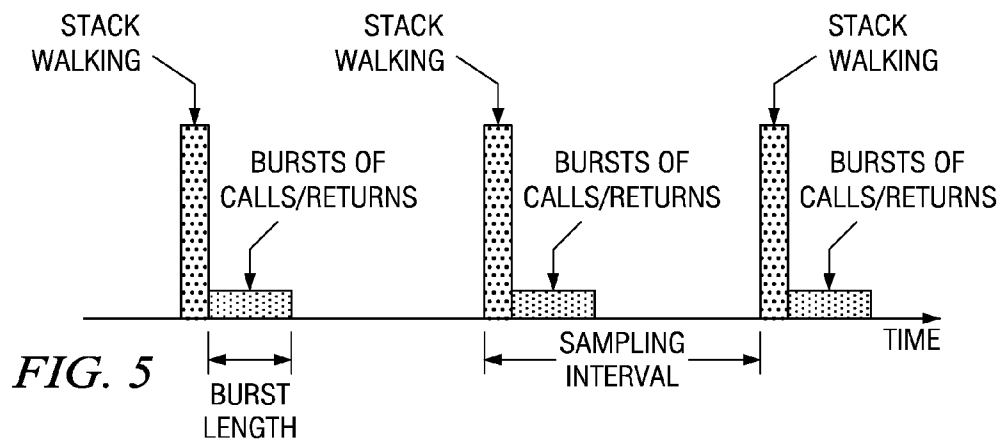 STACK
WALKING
STACK
WALKING
STACK
WALKING
BURSTS OF
CALLS/RETURNS
BURSTS OF
CALLS/RETURNS
BURSTS OF
CALLS/RETURNS
TIME
SAMPLING
INTERVAL
BURST
LENGTH
FIG. 5